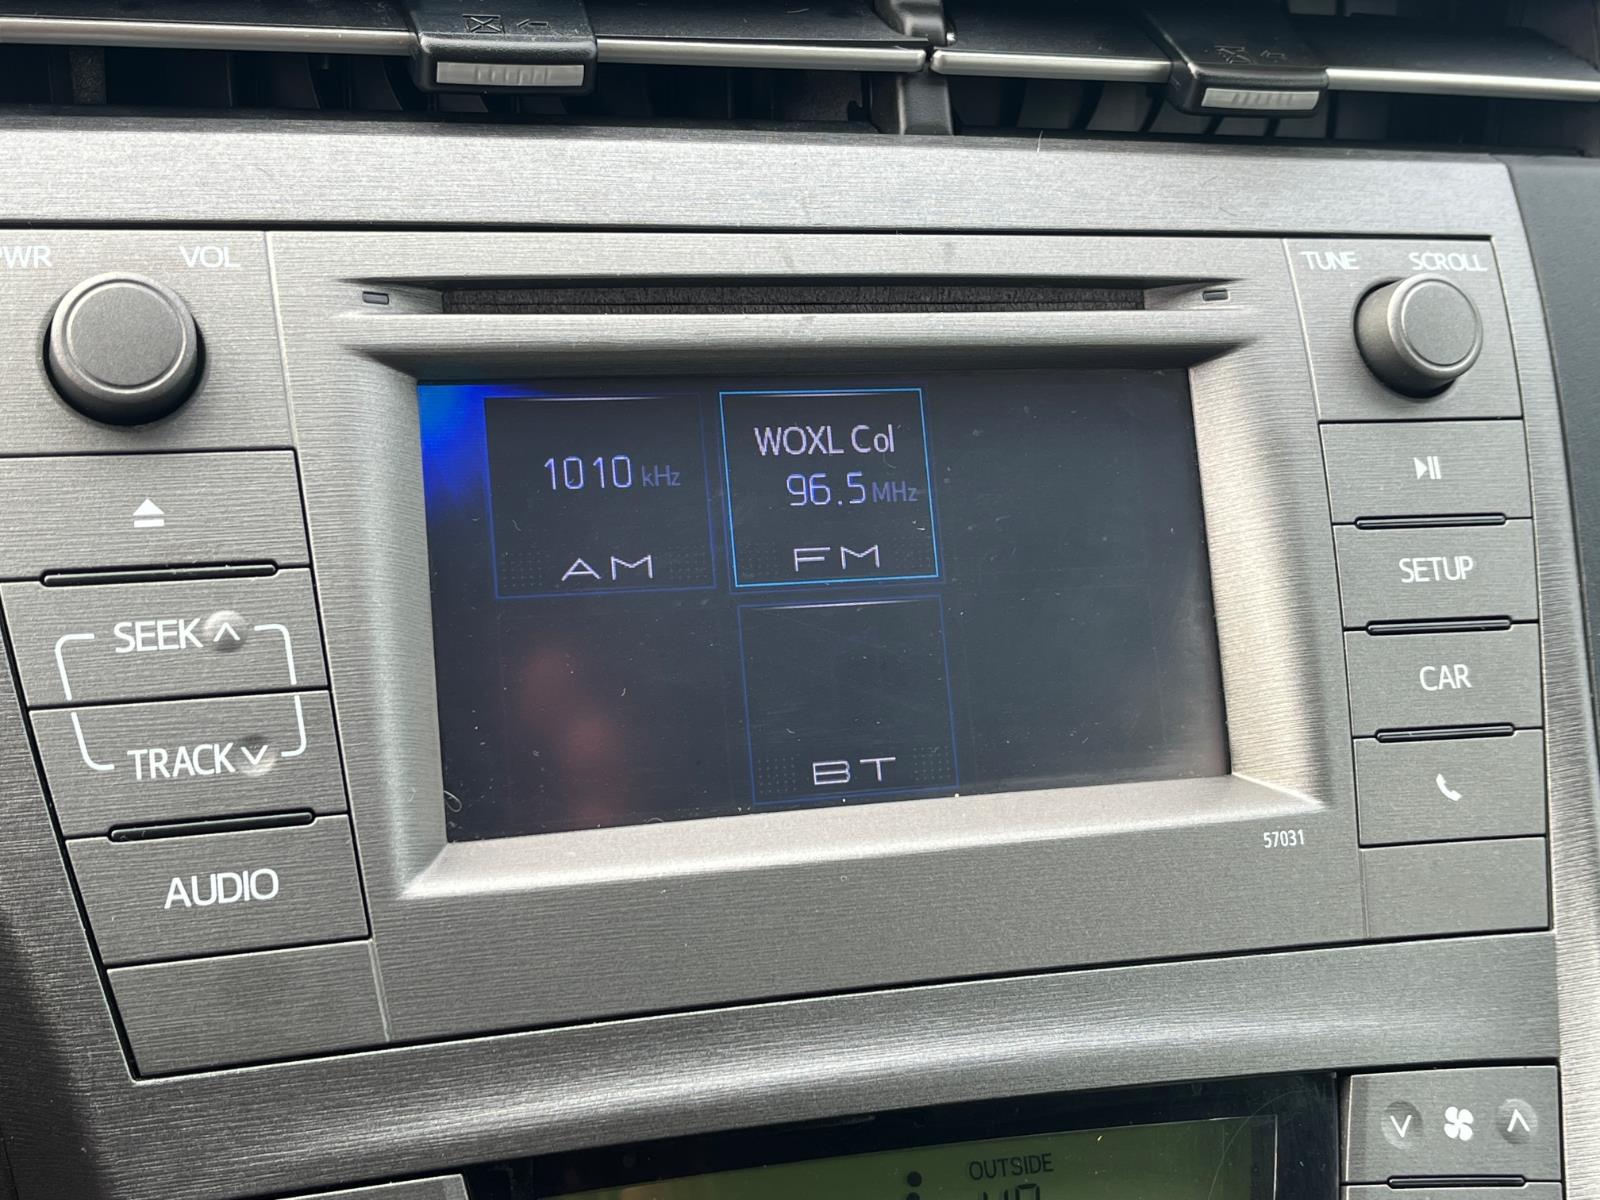 VOL
TUNE
SCROLL
WOXL Col
1010 kHz
96.5 MHz
AM
FM
SEEK
SETUP
CAR
TRACK
BT
57031
AUDIO
OUTSIDE